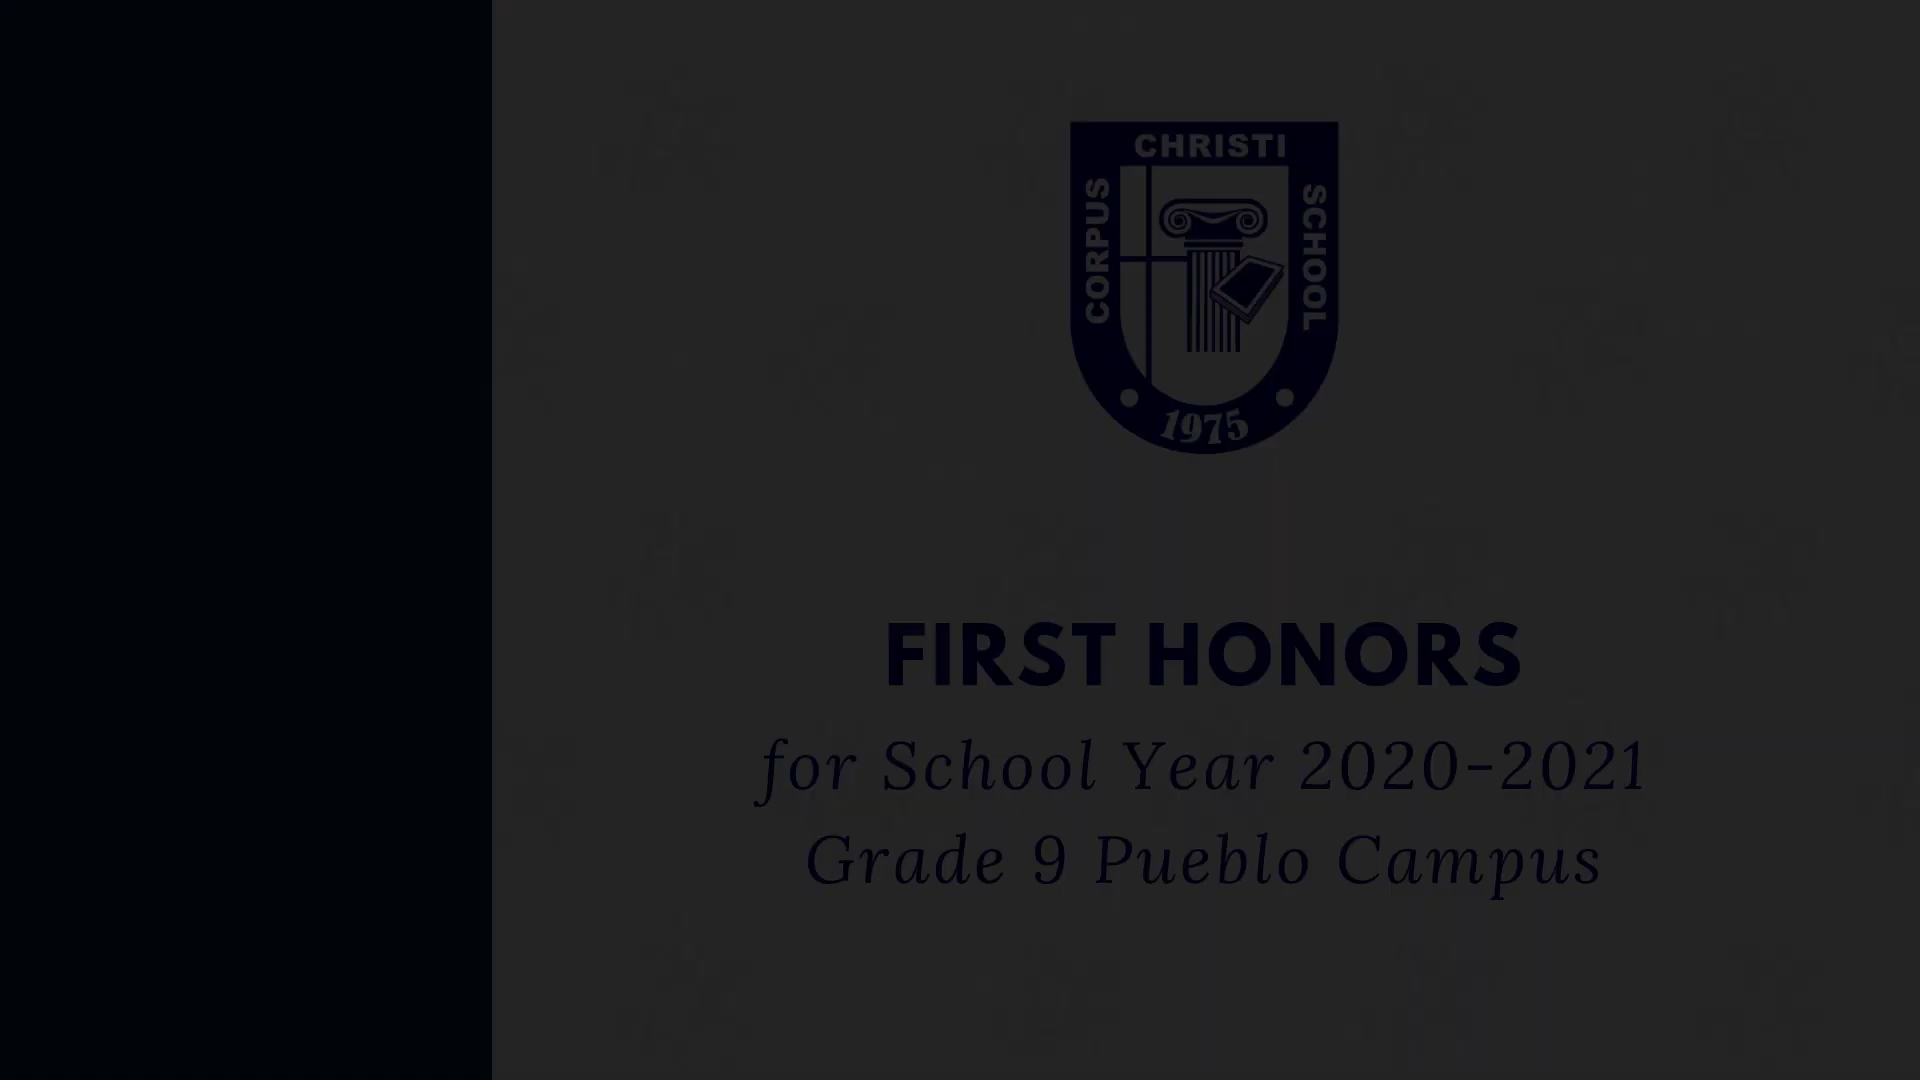 CHRISTI
CORPUS
SCHOOL
1975
FIRST HONORS
for School Year 2020-2021
Grade 9 Pueblo Campus